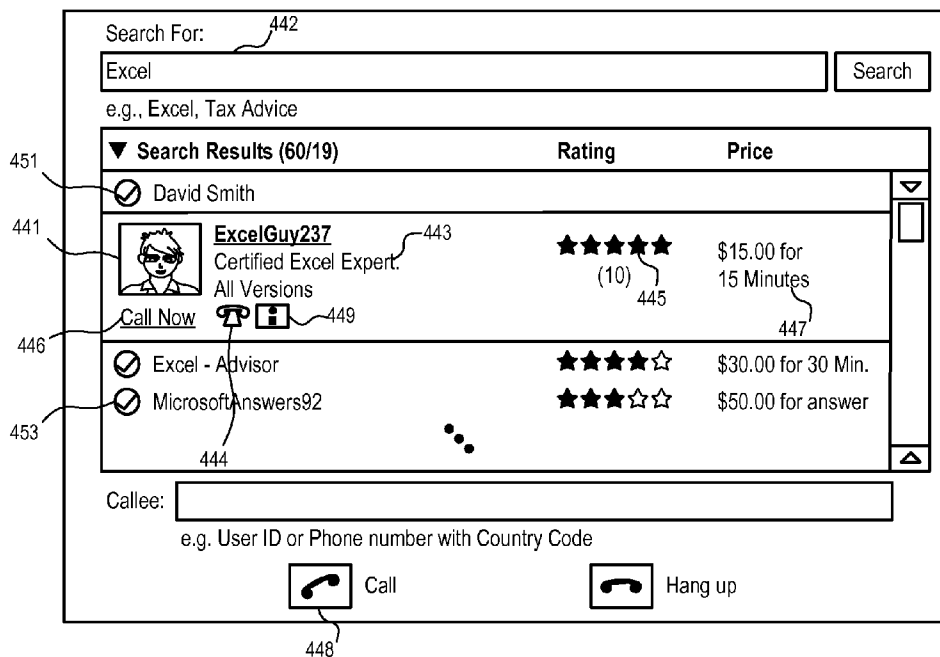 442
Search For:
Excel
Search
e.g., Excel, Tax Advice
Search Results (60/19) Rating Price
451
David Smith
441
ExcelGuy237
443
Certified Excel Expert.
All Versions
(10)
445
$15.00 for
15 Minutes
447
Call Now
449
446
Excel - Advisor
$30.00 for 30 Min.
453
MicrosoftAnswers92
$50.00 for answer
444
Callee:
e.g. User ID or Phone number with Country Code
Call
Hang up
448